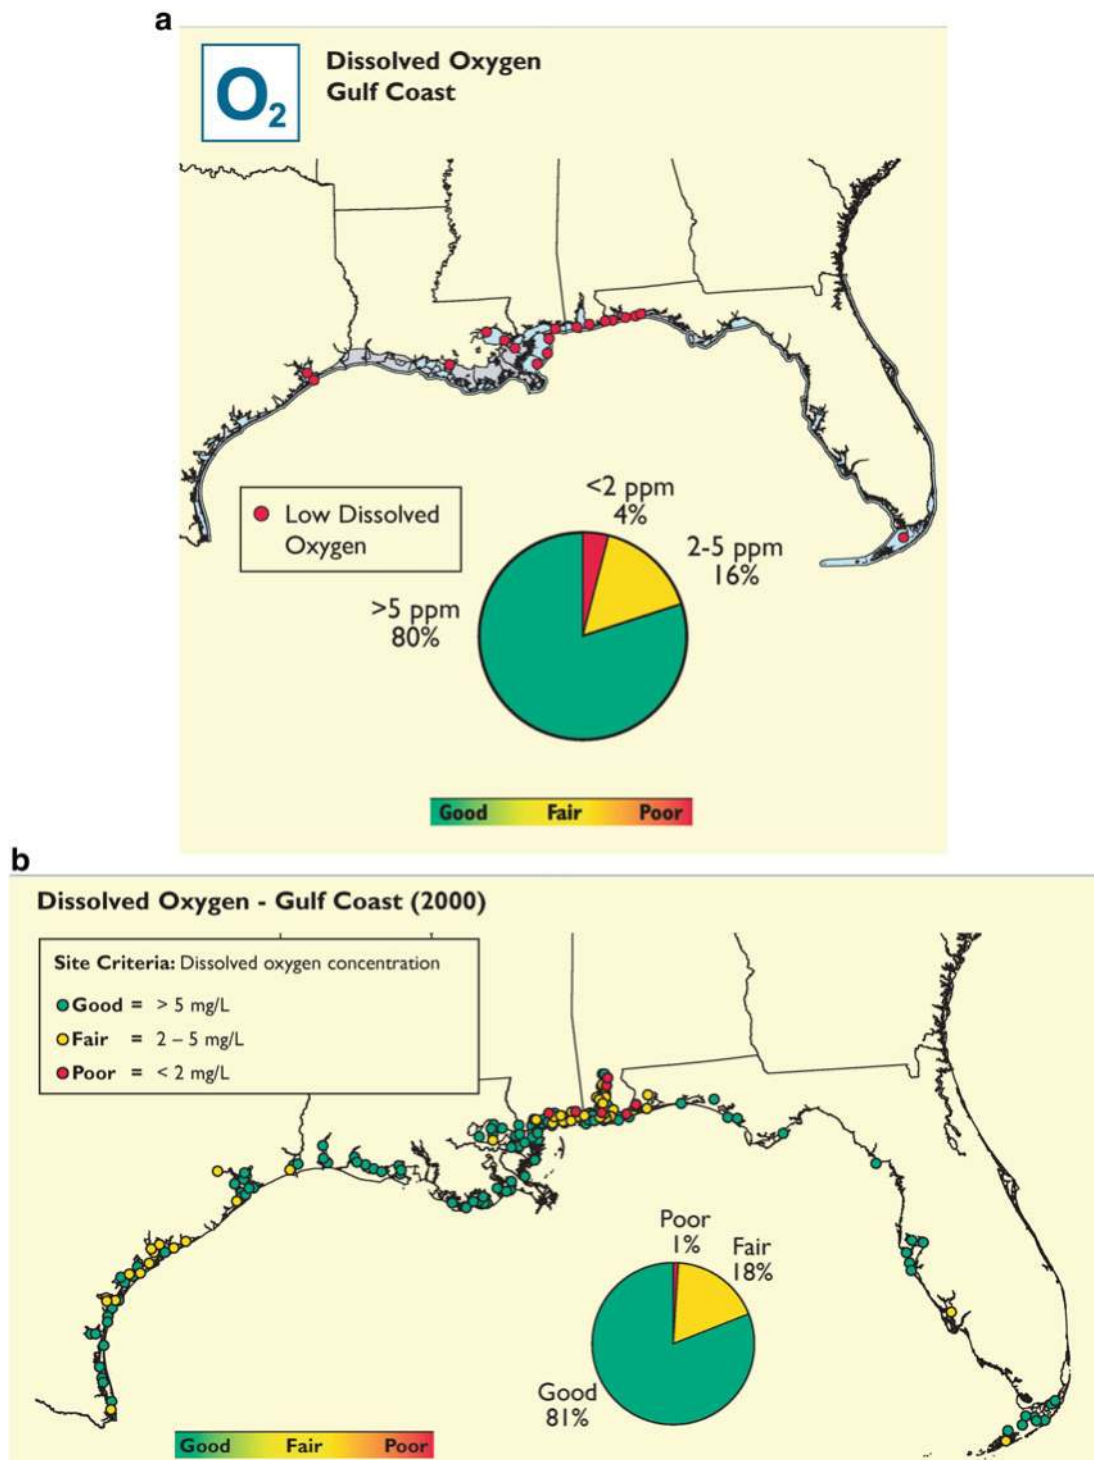 a
O2
Dissolved Oxygen
Gulf Coast
Low Dissolved
Oxygen
<2 ppm
4%
2-5 ppm
16%
>5 ppm
80%
Good Fair Poor
b
Dissolved Oxygen - Gulf Coast (2000)
Site Criteria: Dissolved oxygen concentration
Good = > 5 mg/L
Fair = 2 – 5 mg/L
Poor = < 2 mg/L
Poor
1%
Fair
18%
Good
81%
Good Fair Poor